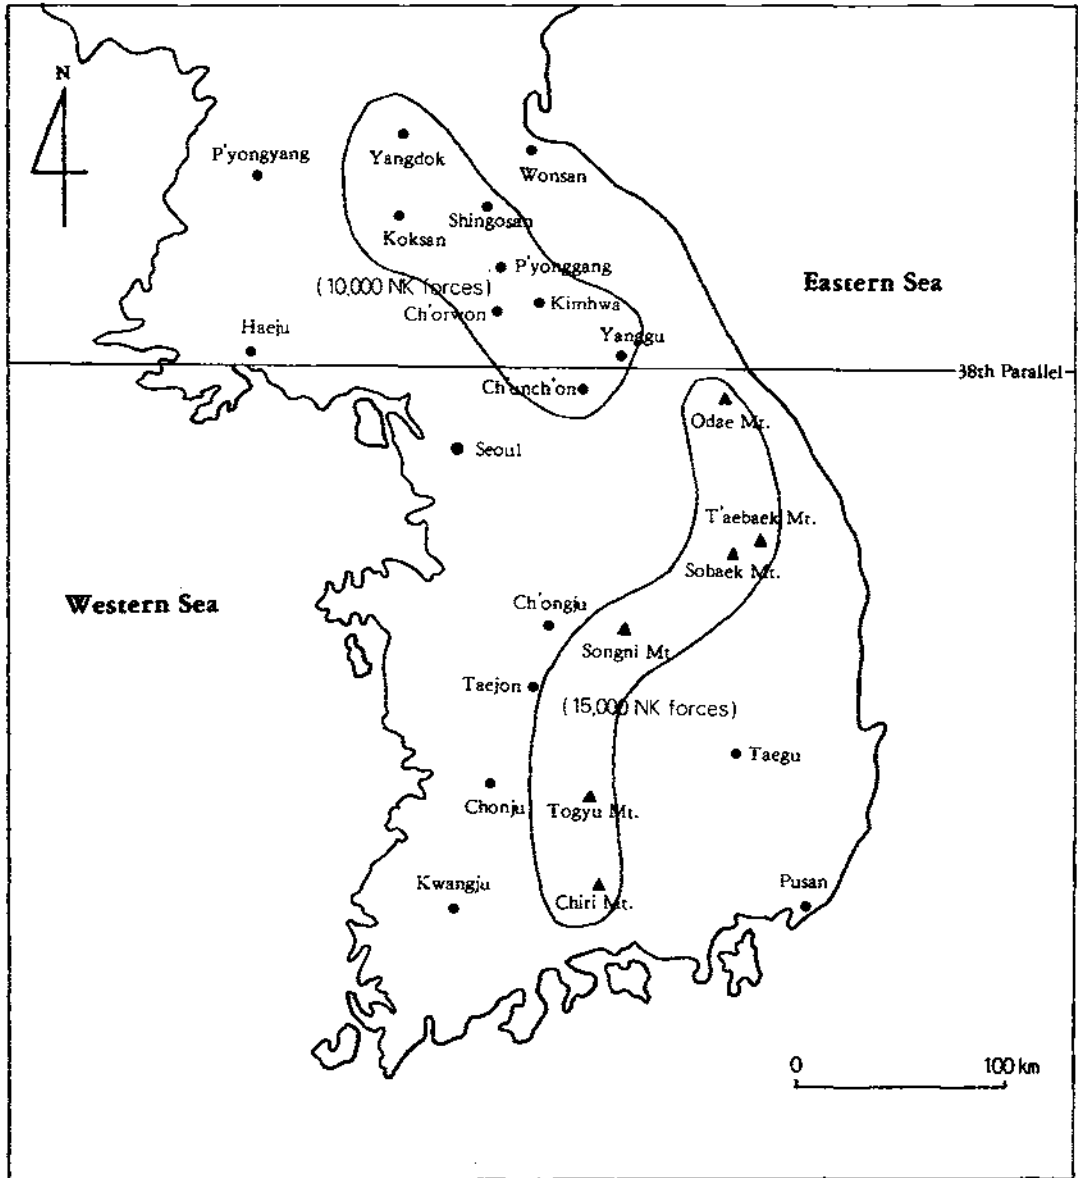 N
P'yongyang
Yangdok
Wonsan
Shingosan
Koksan
P'yonggang
(10,000 NK forces)
Eastern Sea
Kimhwa
Ch'orwon
Haeju
Yanggu
38th Parallel
Ch'unch'on
Odae Mt.
Seoul
T'aebaek Mt.
Sobaek Mt.
Western Sea
Ch'ongju
Songni Mt.
Taejon
(15,000 NK forces)
Taegu
Chonju
Togyu Mt.
Kwangju
Pusan
Chiri Mt.
0 100 km